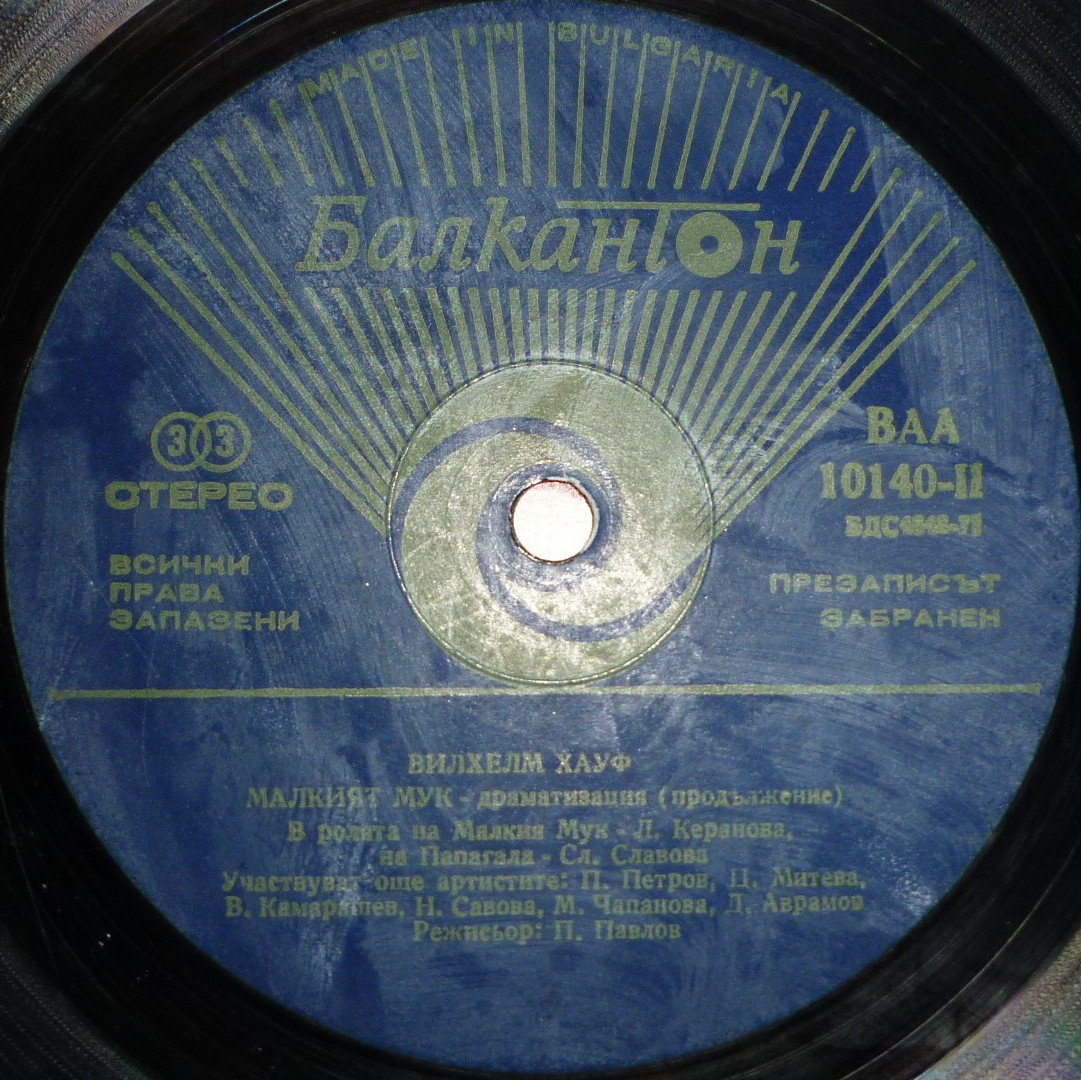 MADE IN BULGARIA
Балкантон
33
СТЕРЕО
ВСИЧКИ
ПРАВА
ЗАПАЗЕНИ
ВАА
10140-II
БДС
ПРЕЗАПИСЪТ
ЗАБРАНЕН
ВИЛХЕЛМ ХАУФ
МАЛКИЯТ МУК - драматизация (продължение)
В ролята на Малкия Мук - Л. Керанова,
на Папагала - Сл. Славова
Участвуват още артистите: П. Петров, Ц. Митева,
В. Камарашев, Н. Савова, М. Чапанова, Д. Аврамов
Режисьор: П. Павлов